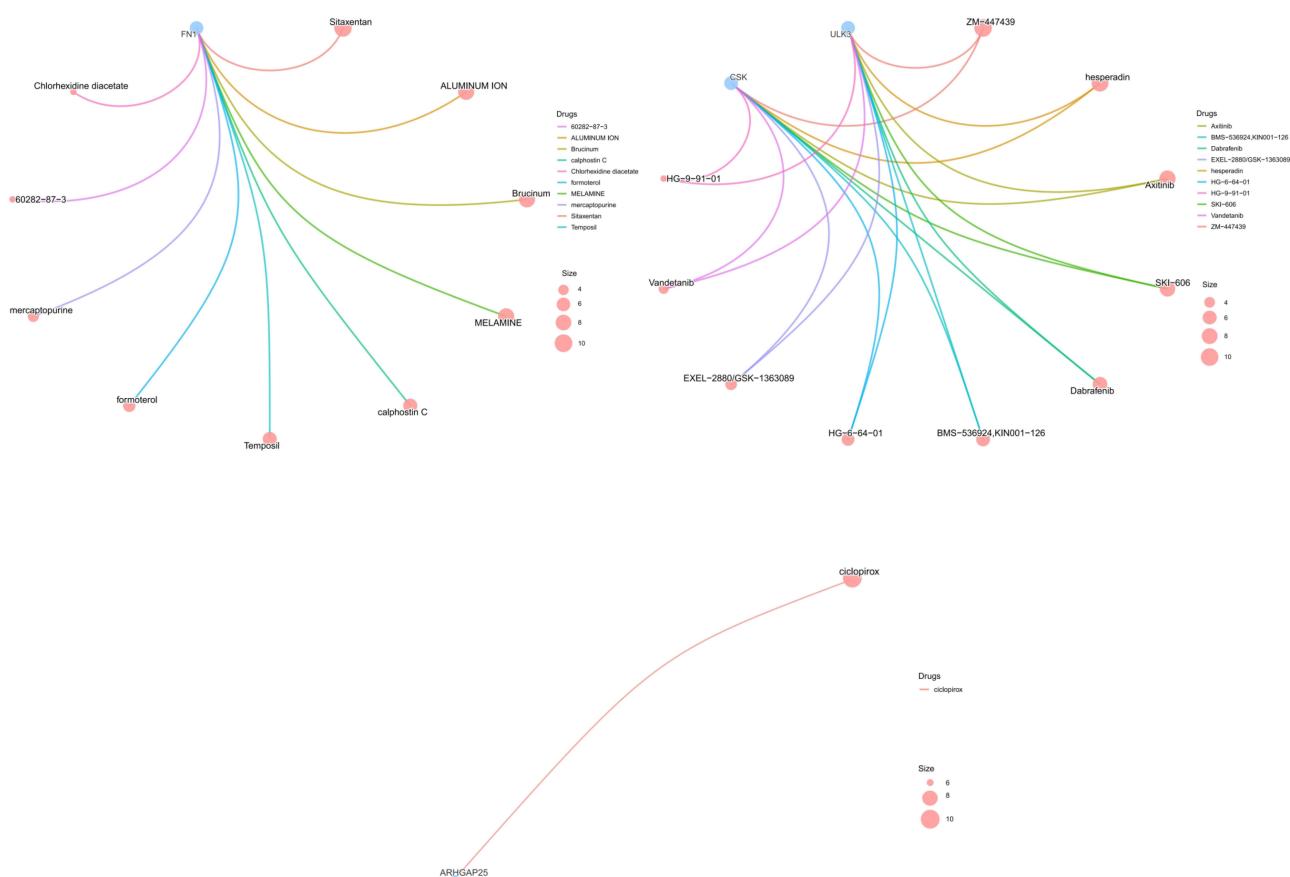 FN1
Sitaxentan
Chlorhexidine diacetate
ALUMINUM ION
60282-87-3
Brucinum
mercaptopurine
MELAMINE
formoterol
calphostin C
Temposil
Drugs
60282-87-3
ALUMINUM ION
Brucinum
calphostin C
Chlorhexidine diacetate
formoterol
MELAMINE
mercaptopurine
Sitaxentan
Temposil
Size
4
6
8
10
ULK3
ZM-447439
CSK
hesperadin
HG-9-91-01
Axitinib
Vandetanib
SKI-606
EXEL-2880/GSK-1363089
Dabrafenib
HG-6-64-01
BMS-536924,KIN001-126
Drugs
Axitinib
BMS-536924,KIN001-126
Dabrafenib
EXEL-2880/GSK-1363089
hesperadin
HG-6-64-01
HG-9-91-01
SKI-606
Vandetanib
ZM-447439
Size
4
6
8
10
ciclopirox
ARHGAP25
Drugs
ciclopirox
Size
6
8
10